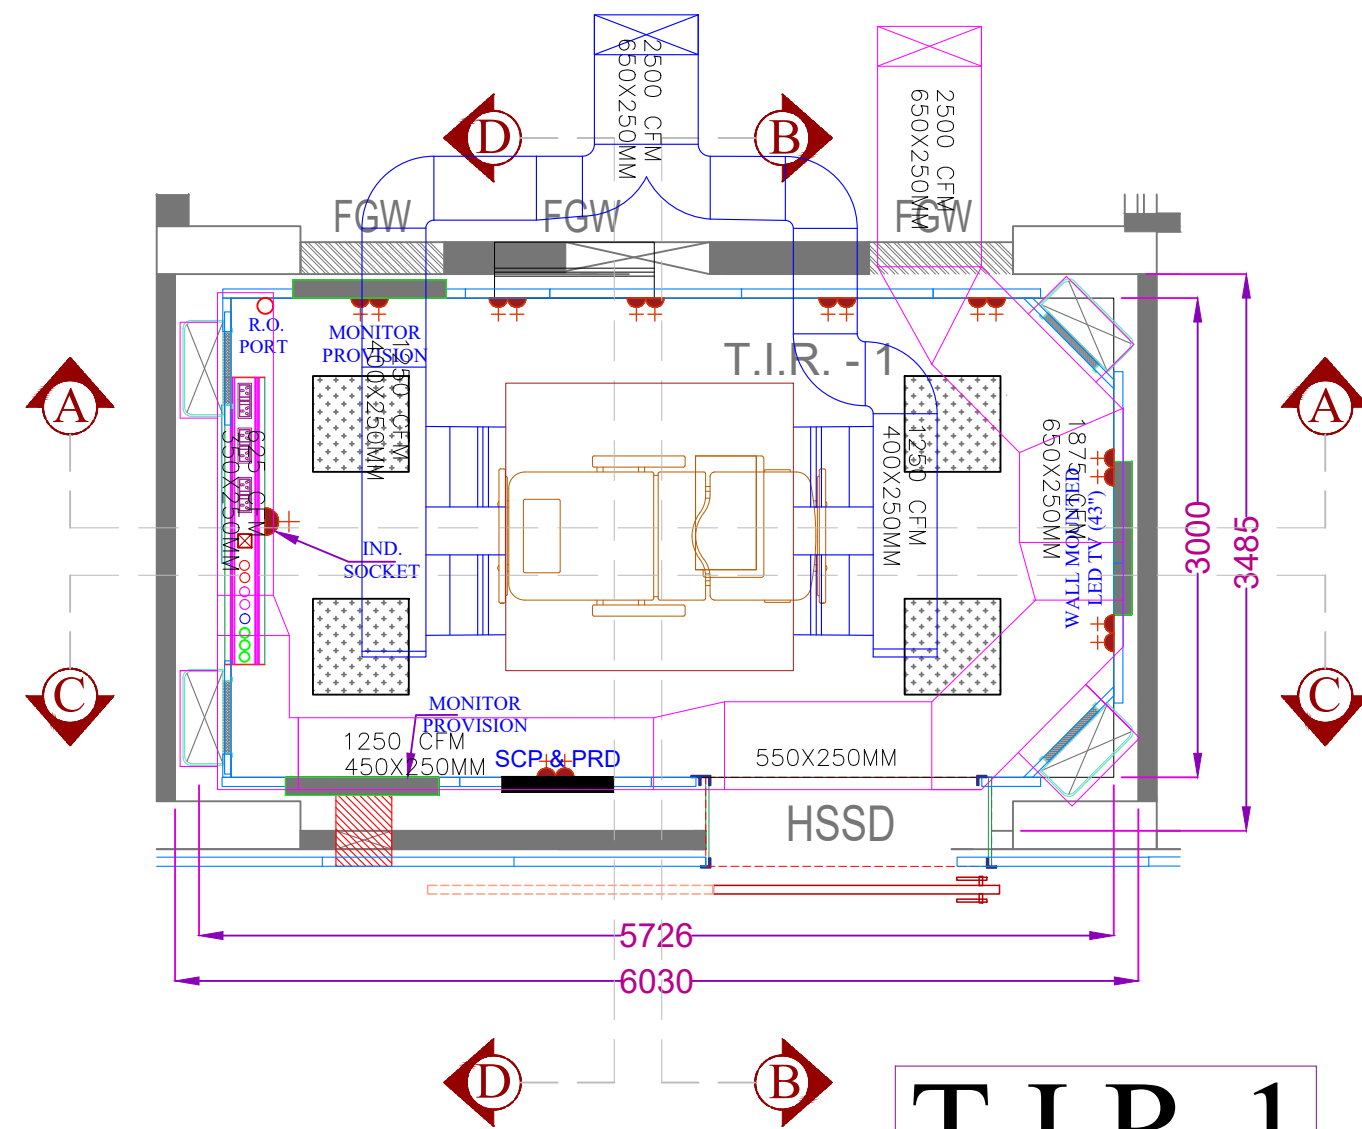 2500 CFM
650X250MM
2500 CFM
650X250MM
D
B
FGW
FGW
FGW
R.O.
PORT
MONITOR
PROVISION
1250 CFM
400X250MM
T.I.R. - 1
A
A
625 CFM
350X250MM
1250 CFM
400X250MM
1875 CFM
650X250MM
WALL MOUNTED
LED TV (43")
3000
3485
IND.
SOCKET
C
C
MONITOR
PROVISION
1250 CFM
450X250MM
SCP & PRD
550X250MM
HSSD
5726
6030
D
B
T.I.R.-1